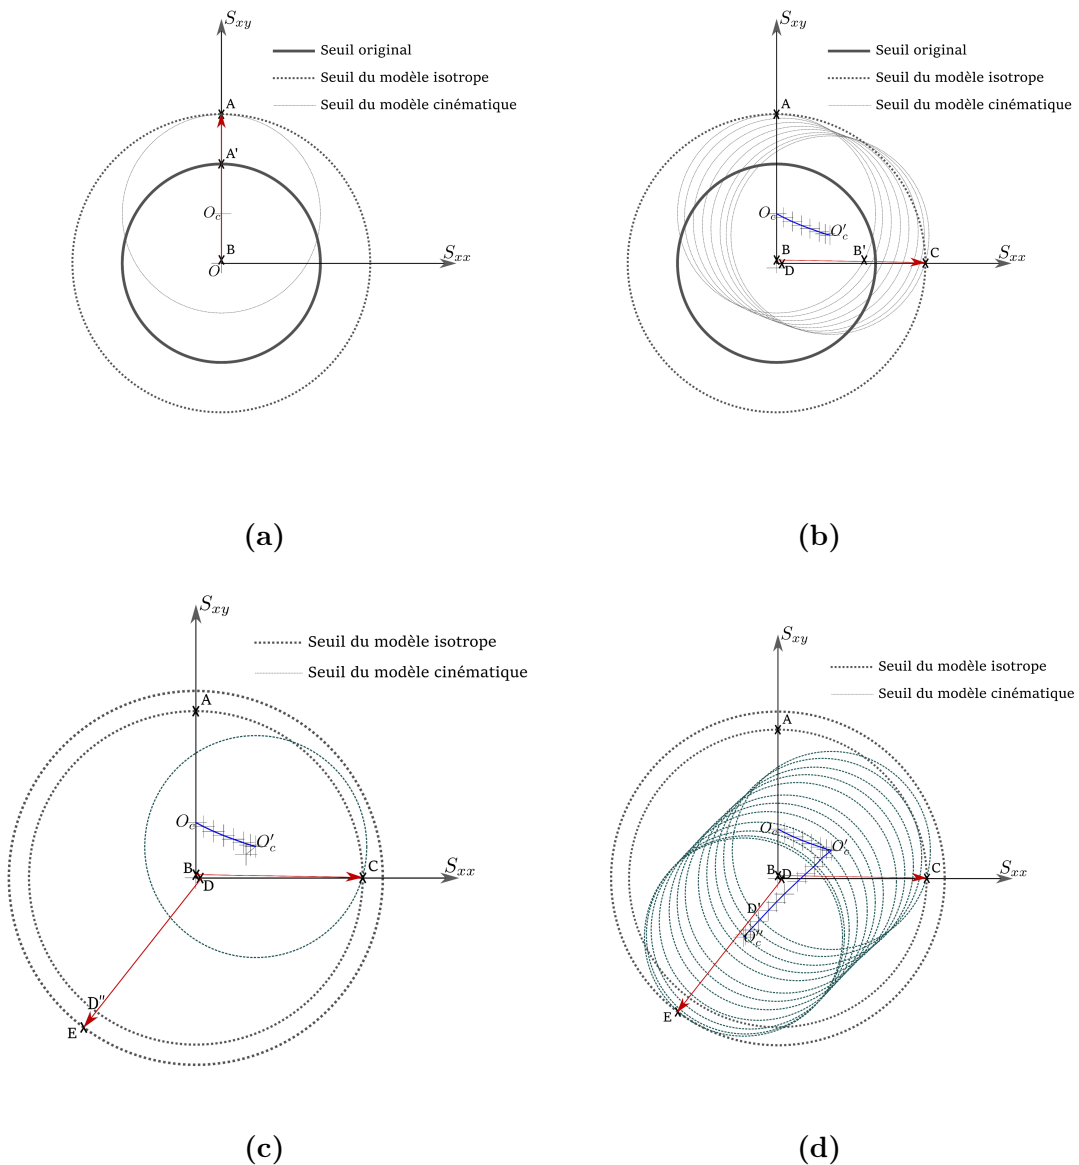 S_xy
Seuil original
Seuil du modèle isotrope
Seuil du modèle cinématique
A
A'
O_c
B
O
S_xx
(a)
S_xy
Seuil original
Seuil du modèle isotrope
Seuil du modèle cinématique
A
O_c
O'_c
B
B'
C
D
S_xx
(b)
S_xy
Seuil du modèle isotrope
Seuil du modèle cinématique
A
O_c
O'_c
B
C
D
S_xx
D''
E
(c)
S_xy
Seuil du modèle isotrope
Seuil du modèle cinématique
A
O_c
O'_c
B
D
C
S_xx
D'
O''_c
E
(d)